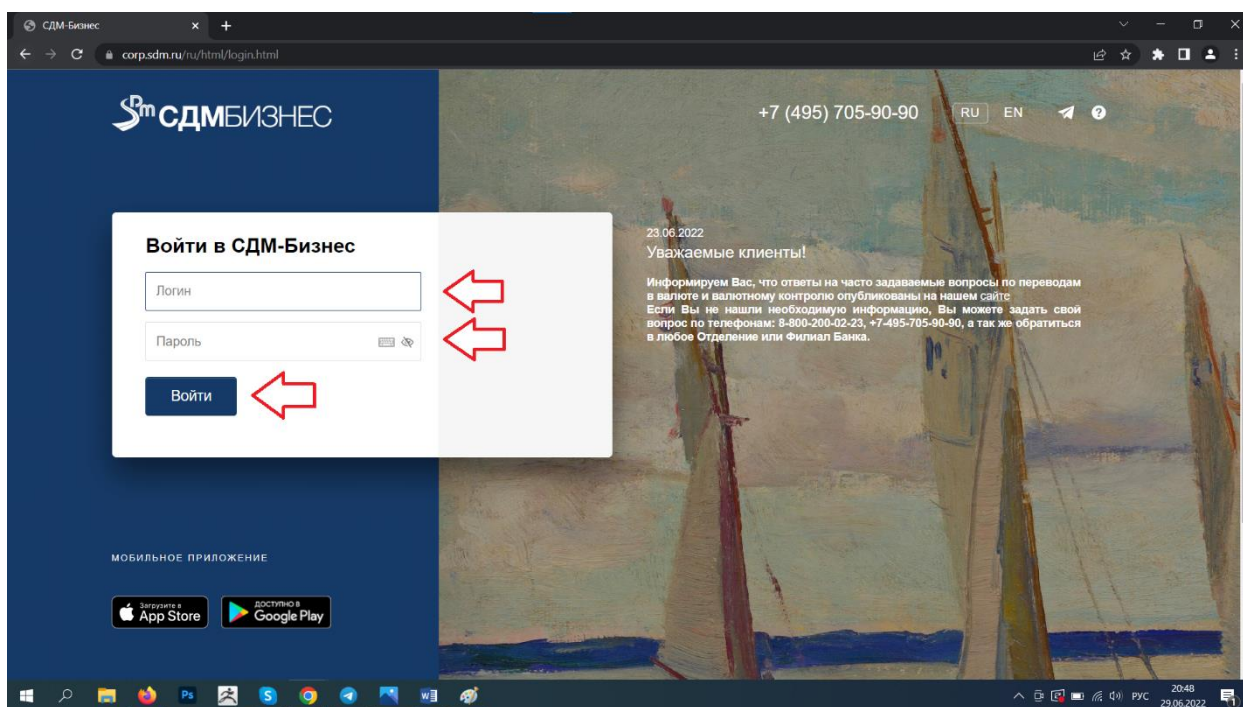 СДМ-Бизнес
corp.sdm.ru/ru/html/login.html
СДМБИЗНЕС
+7 (495) 705-90-90
RU
EN
Войти в СДМ-Бизнес
Логин
Пароль
Войти
23.06.2022
Уважаемые клиенты!
Информируем Вас, что ответы на часто задаваемые вопросы по переводам
в валюте и валютному контролю опубликованы на нашем сайте
Если Вы не нашли необходимую информацию, Вы можете задать свой
вопрос по телефонам: 8-800-200-02-23, +7-495-705-90-90, а так же обратиться
в любое Отделение или Филиал Банка.
МОБИЛЬНОЕ ПРИЛОЖЕНИЕ
Загрузите в
App Store
ДОСТУПНО В
Google Play
Ps
РУС
20:48
29.06.2022